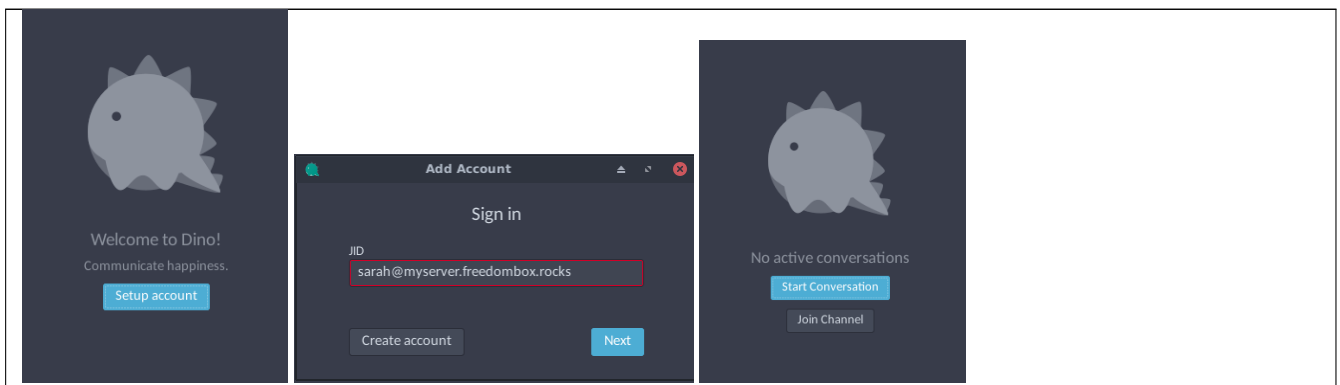 Welcome to Dino!
Communicate happiness.
Setup account
Add Account
Sign in
JID
sarah@myserver.freedombox.rocks
Create account
Next
No active conversations
Start Conversation
Join Channel